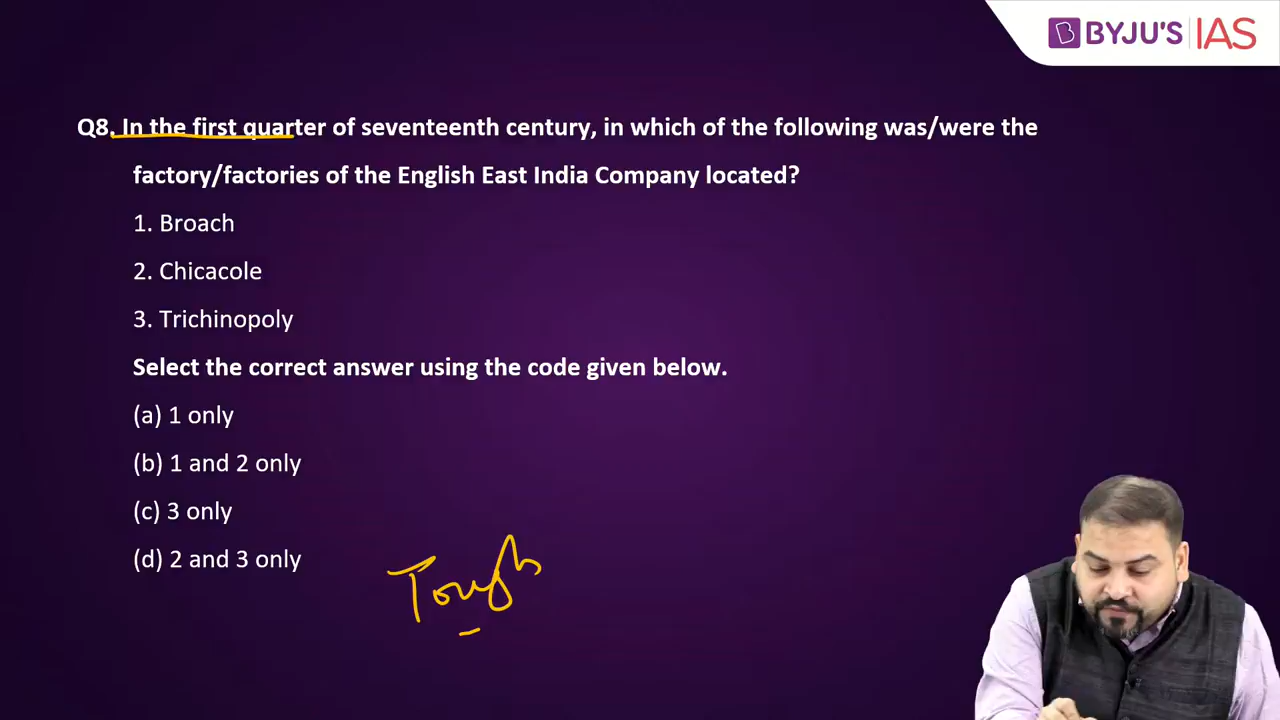 BYJU'S IAS
Q8. In the first quarter of seventeenth century, in which of the following was/were the
factory/factories of the English East India Company located?
1. Broach
2. Chicacole
3. Trichinopoly
Select the correct answer using the code given below.
(a) 1 only
(b) 1 and 2 only
(c) 3 only
(d) 2 and 3 only
Tough